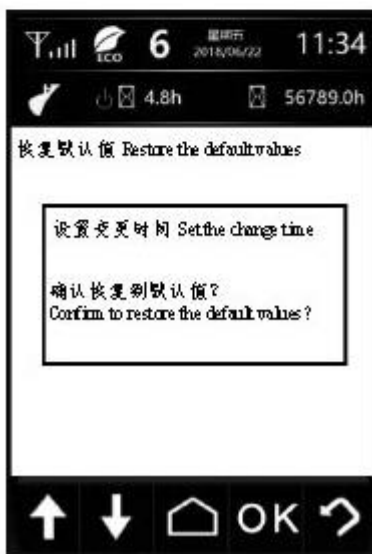 ECO
6
星期五
2018/06/22
11:34
4.8h
56789.0h
恢复默认值 Restore the default values
设置变更时间 Set the change time
确认恢复到默认值?
Confirm to restore the default values?
OK